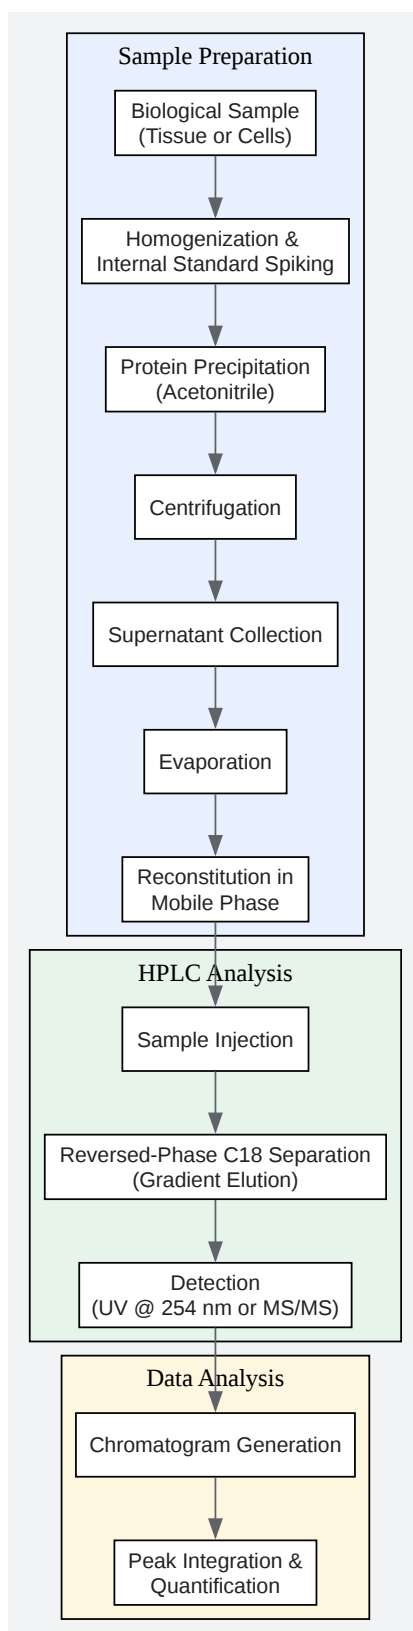 Sample Preparation
Biological Sample
(Tissue or Cells)
Homogenization &
Internal Standard Spiking
Protein Precipitation
(Acetonitrile)
Centrifugation
Supernatant Collection
Evaporation
Reconstitution in
Mobile Phase
HPLC Analysis
Sample Injection
Reversed-Phase C18 Separation
(Gradient Elution)
Detection
(UV @ 254 nm or MS/MS)
Data Analysis
Chromatogram Generation
Peak Integration &
Quantification